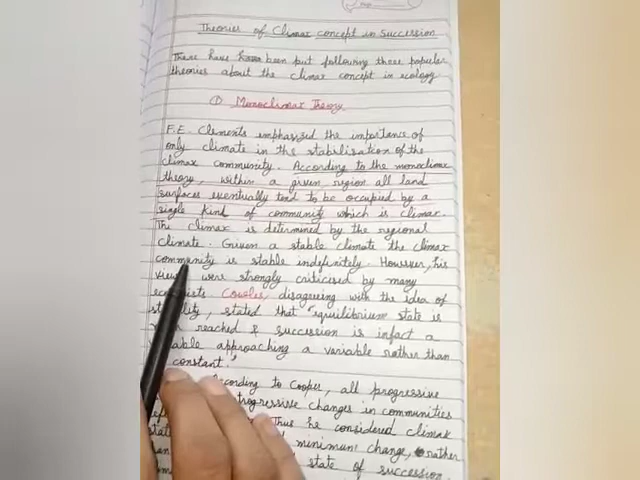 Theories of Climax concept in Succession
There have been put following three popular
theories about the climax concept in ecology.
① Monoclimax Theory
F.E. Clements emphasized the importance of
only climate in the stabilisation of the
climax community. According to the monoclimax
theory, within a given region all land
surfaces eventually tend to be occupied by a
single kind of community which is climax.
The climax is determined by the regional
climate. Given a stable climate the climax
community is stable indefinitely. However, his
were strongly criticised by many
Cowles, disagreeing with the idea of
stated that "equilibrium state is
reached & succession is infact a
approaching a variable rather than
constant."
According to Cooper, all progressive
changes in communities
Thus he considered climax
minimum change, rather
state of succession.